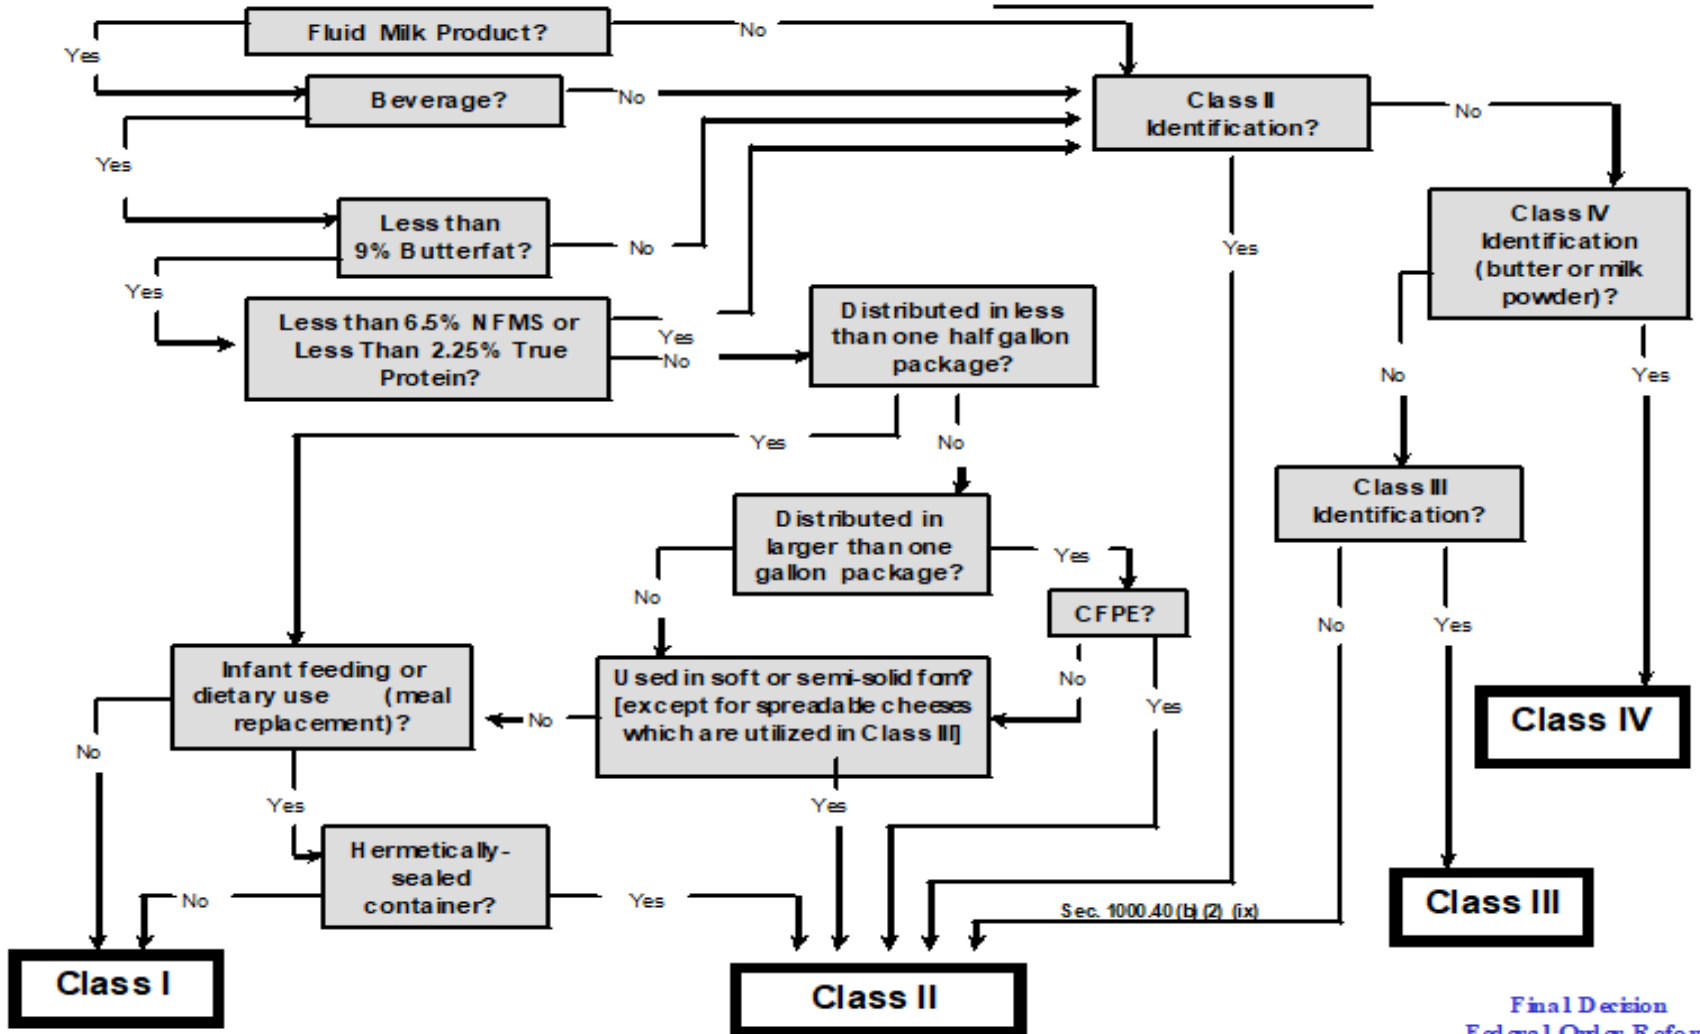 Fluid Milk Product?
No
Yes
Beverage?
No
Class II
Identification?
No
Yes
Less than
9% Butterfat?
No
Yes
Class IV
Identification
(butter or milk
powder)?
Yes
Less than 6.5% NFMS or
Less Than 2.25% True
Protein?
Yes
No
Distributed in less
than one half gallon
package?
No
Yes
Yes
No
Class III
Identification?
Distributed in
larger than one
gallon package?
Yes
No
CFPE?
No
Yes
No
Yes
Infant feeding or
dietary use (meal
replacement)?
No
Used in soft or semi-solid form?
[except for spreadable cheeses
which are utilized in Class III]
Class IV
No
Yes
Yes
Hermetically-
sealed
container?
No
Yes
Sec. 1000.40 (b) (2) (ix)
Class III
Class I
Class II
Final Decision